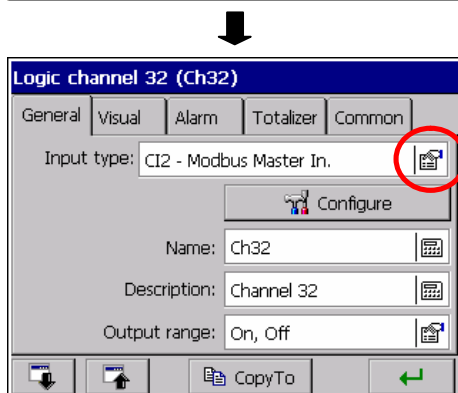 Logic channel 32 (Ch32)
General Visual Alarm Totalizer Common
Input type: CI2 - Modbus Master In.
Configure
Name: Ch32
Description: Channel 32
Output range: On, Off
CopyTo